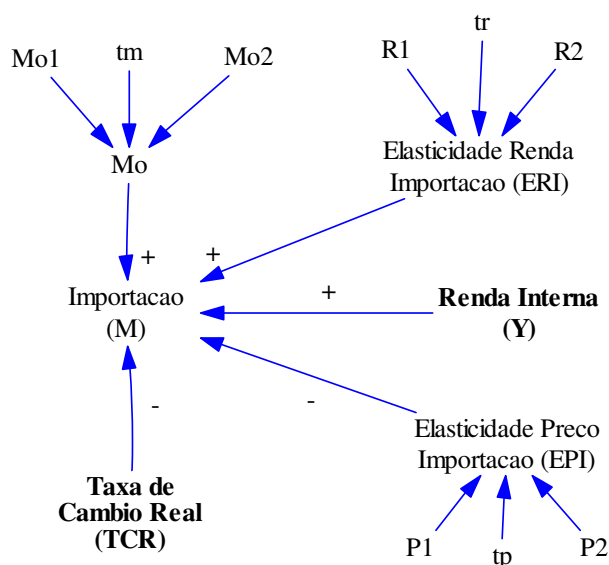 tr
Mo1
tm
Mo2
R1
R2
Mo
Elasticidade Renda
Importacao (ERI)
+
+
Importacao
(M)
+
Renda Interna
(Y)
-
-
Elasticidade Preco
Importacao (EPI)
Taxa de
Cambio Real
(TCR)
P1
tp
P2